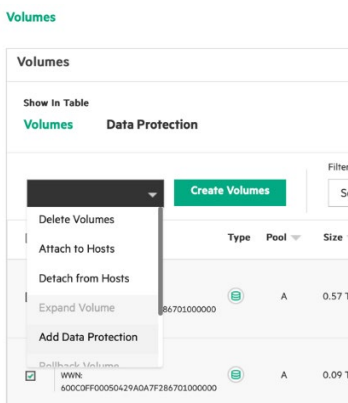 Volumes
Volumes
Show In Table
Volumes
Data Protection
Filter
Create Volumes
S
Delete Volumes
Attach to Hosts
Detach from Hosts
Expand Volume
Add Data Protection
Rollback Volume
Type
Pool
Size
286701000000
A
0.57 T
WWN:
600C0FF00050429A0A7F286701000000
A
0.09 T